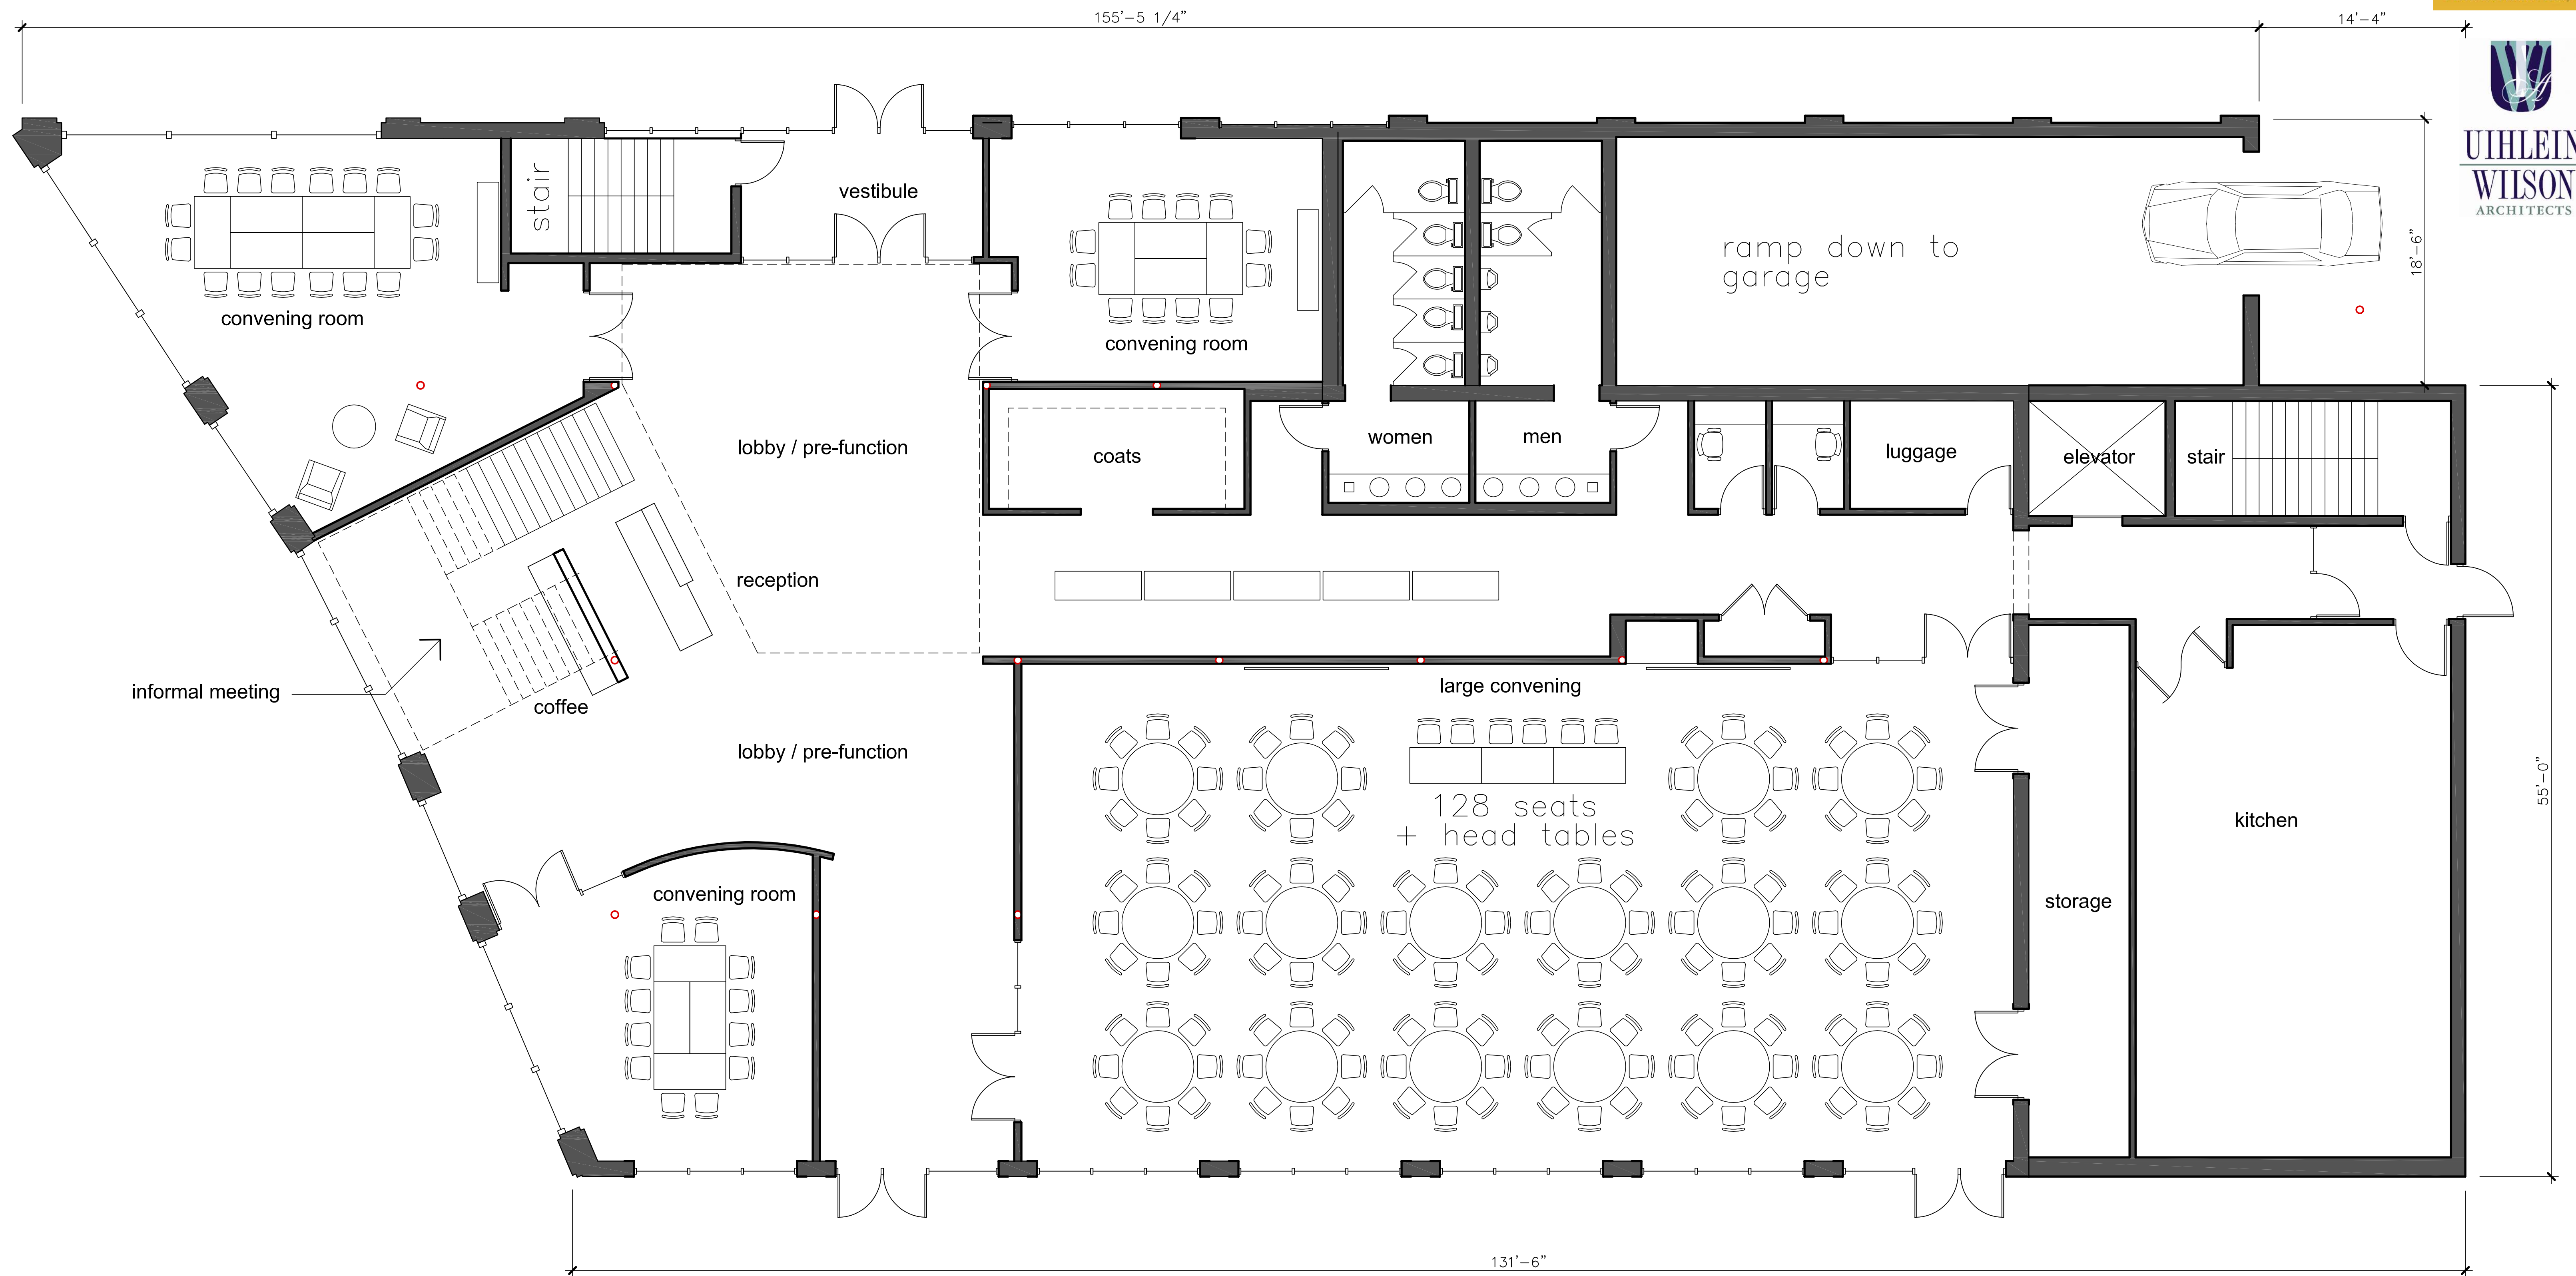 155'-5 1/4"
14'-4"
UIHLEIN
WILSON
ARCHITECTS
stair
vestibule
convening room
convening room
ramp down to
garage
18'-6"
lobby / pre-function
coats
women
men
luggage
elevator
stair
reception
informal meeting
coffee
large convening
lobby / pre-function
128 seats
+ head tables
55'-0"
kitchen
convening room
storage
131'-6"